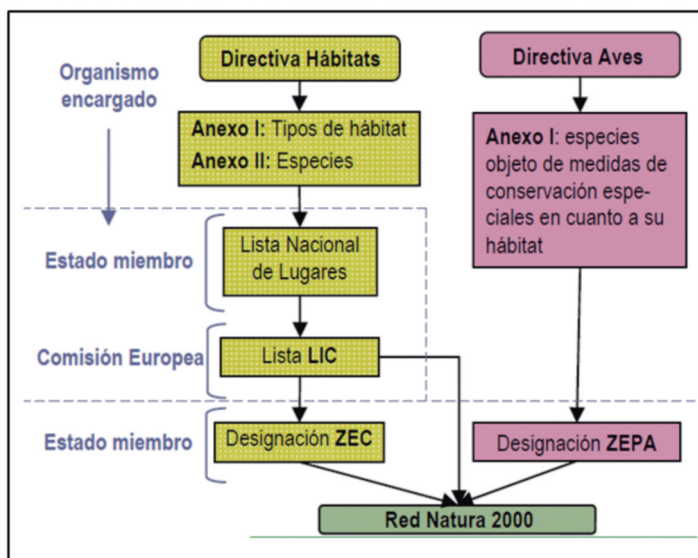 Organismo
encargado
Directiva Hábitats
Anexo I: Tipos de hábitat
Anexo II: Especies
Directiva Aves
Anexo I: especies
objeto de medidas de
conservación espe-
ciales en cuanto a su
hábitat
Estado miembro
Lista Nacional
de Lugares
Comisión Europea
Lista LIC
Estado miembro
Designación ZEC
Designación ZEPA
Red Natura 2000